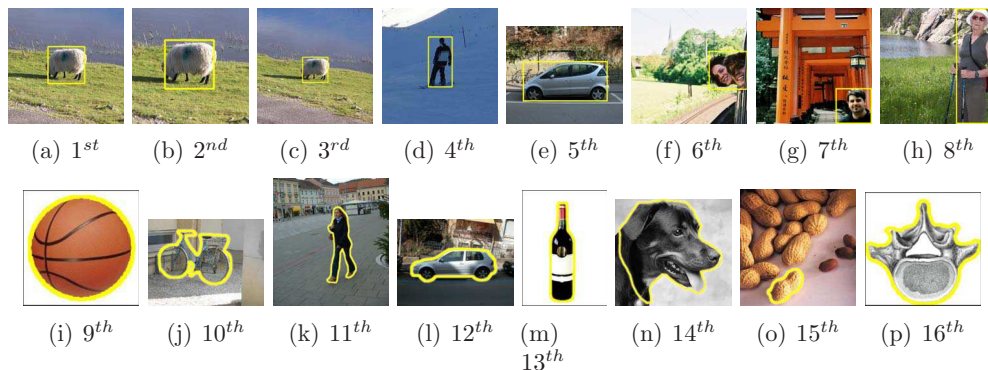 (a) 1st (b) 2nd (c) 3rd (d) 4th (e) 5th (f) 6th (g) 7th (h) 8th
(i) 9th (j) 10th (k) 11th (l) 12th (m) (n) 14th (o) 15th (p) 16th
13th